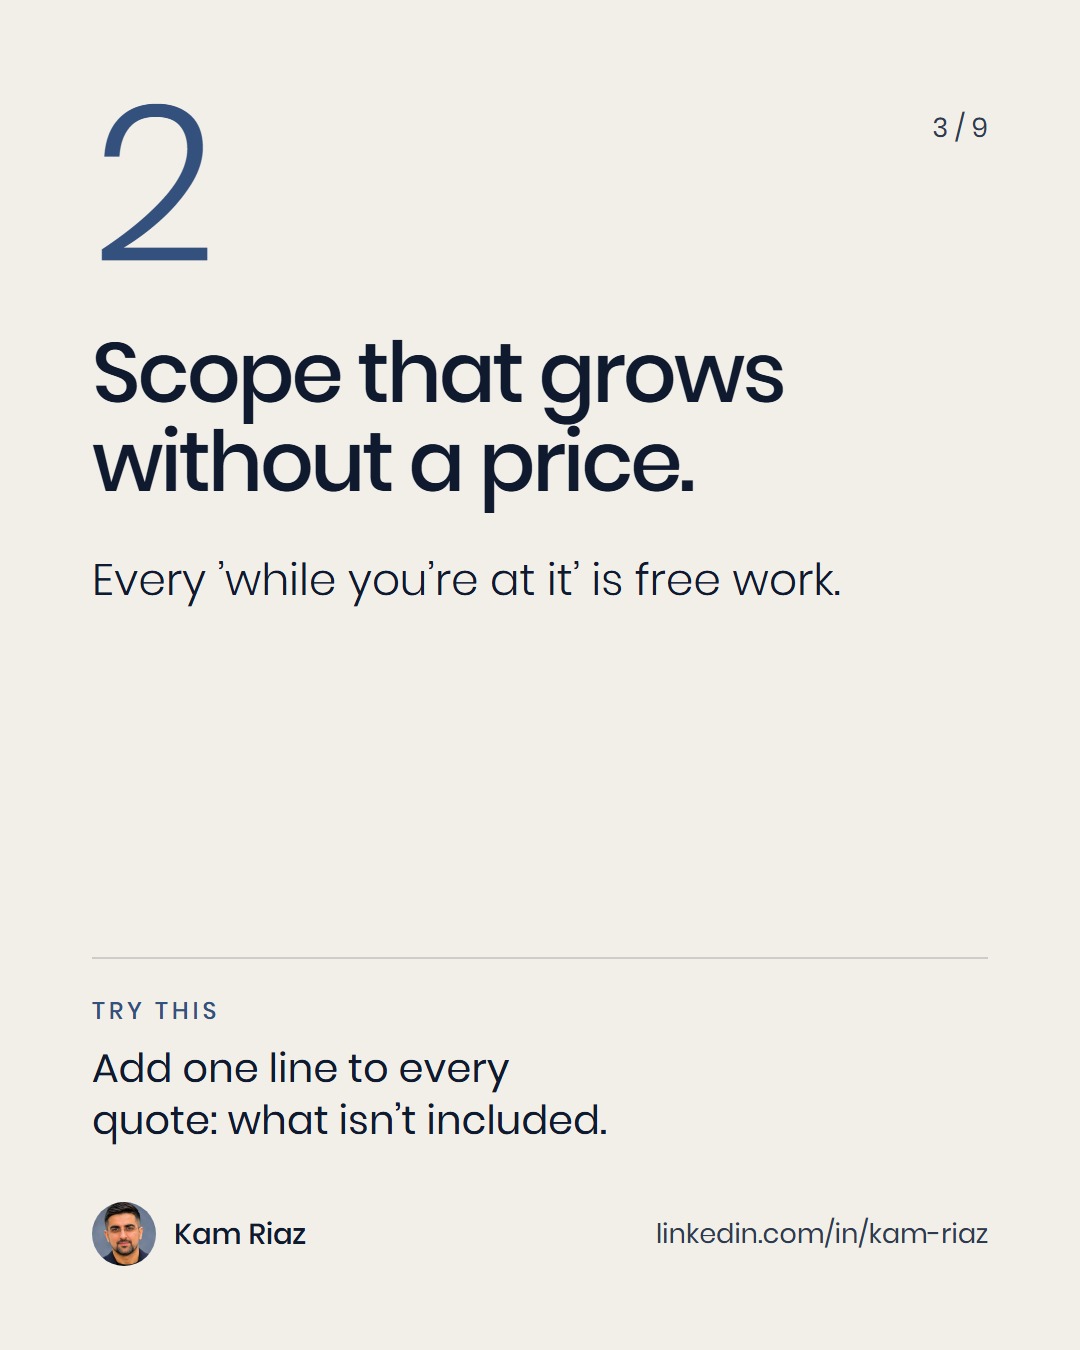 2
3 / 9
Scope that grows
without a price.
Every ’while you’re at it’ is free work.
TRY THIS
Add one line to every
quote: what isn’t included.
Kam Riaz
linkedin.com/in/kam-riaz